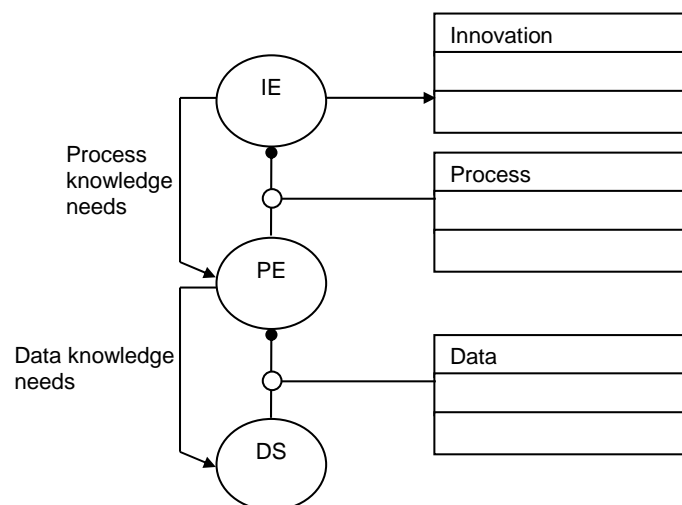 Innovation
IE
Process
knowledge
needs
Process
PE
Data knowledge
needs
Data
DS